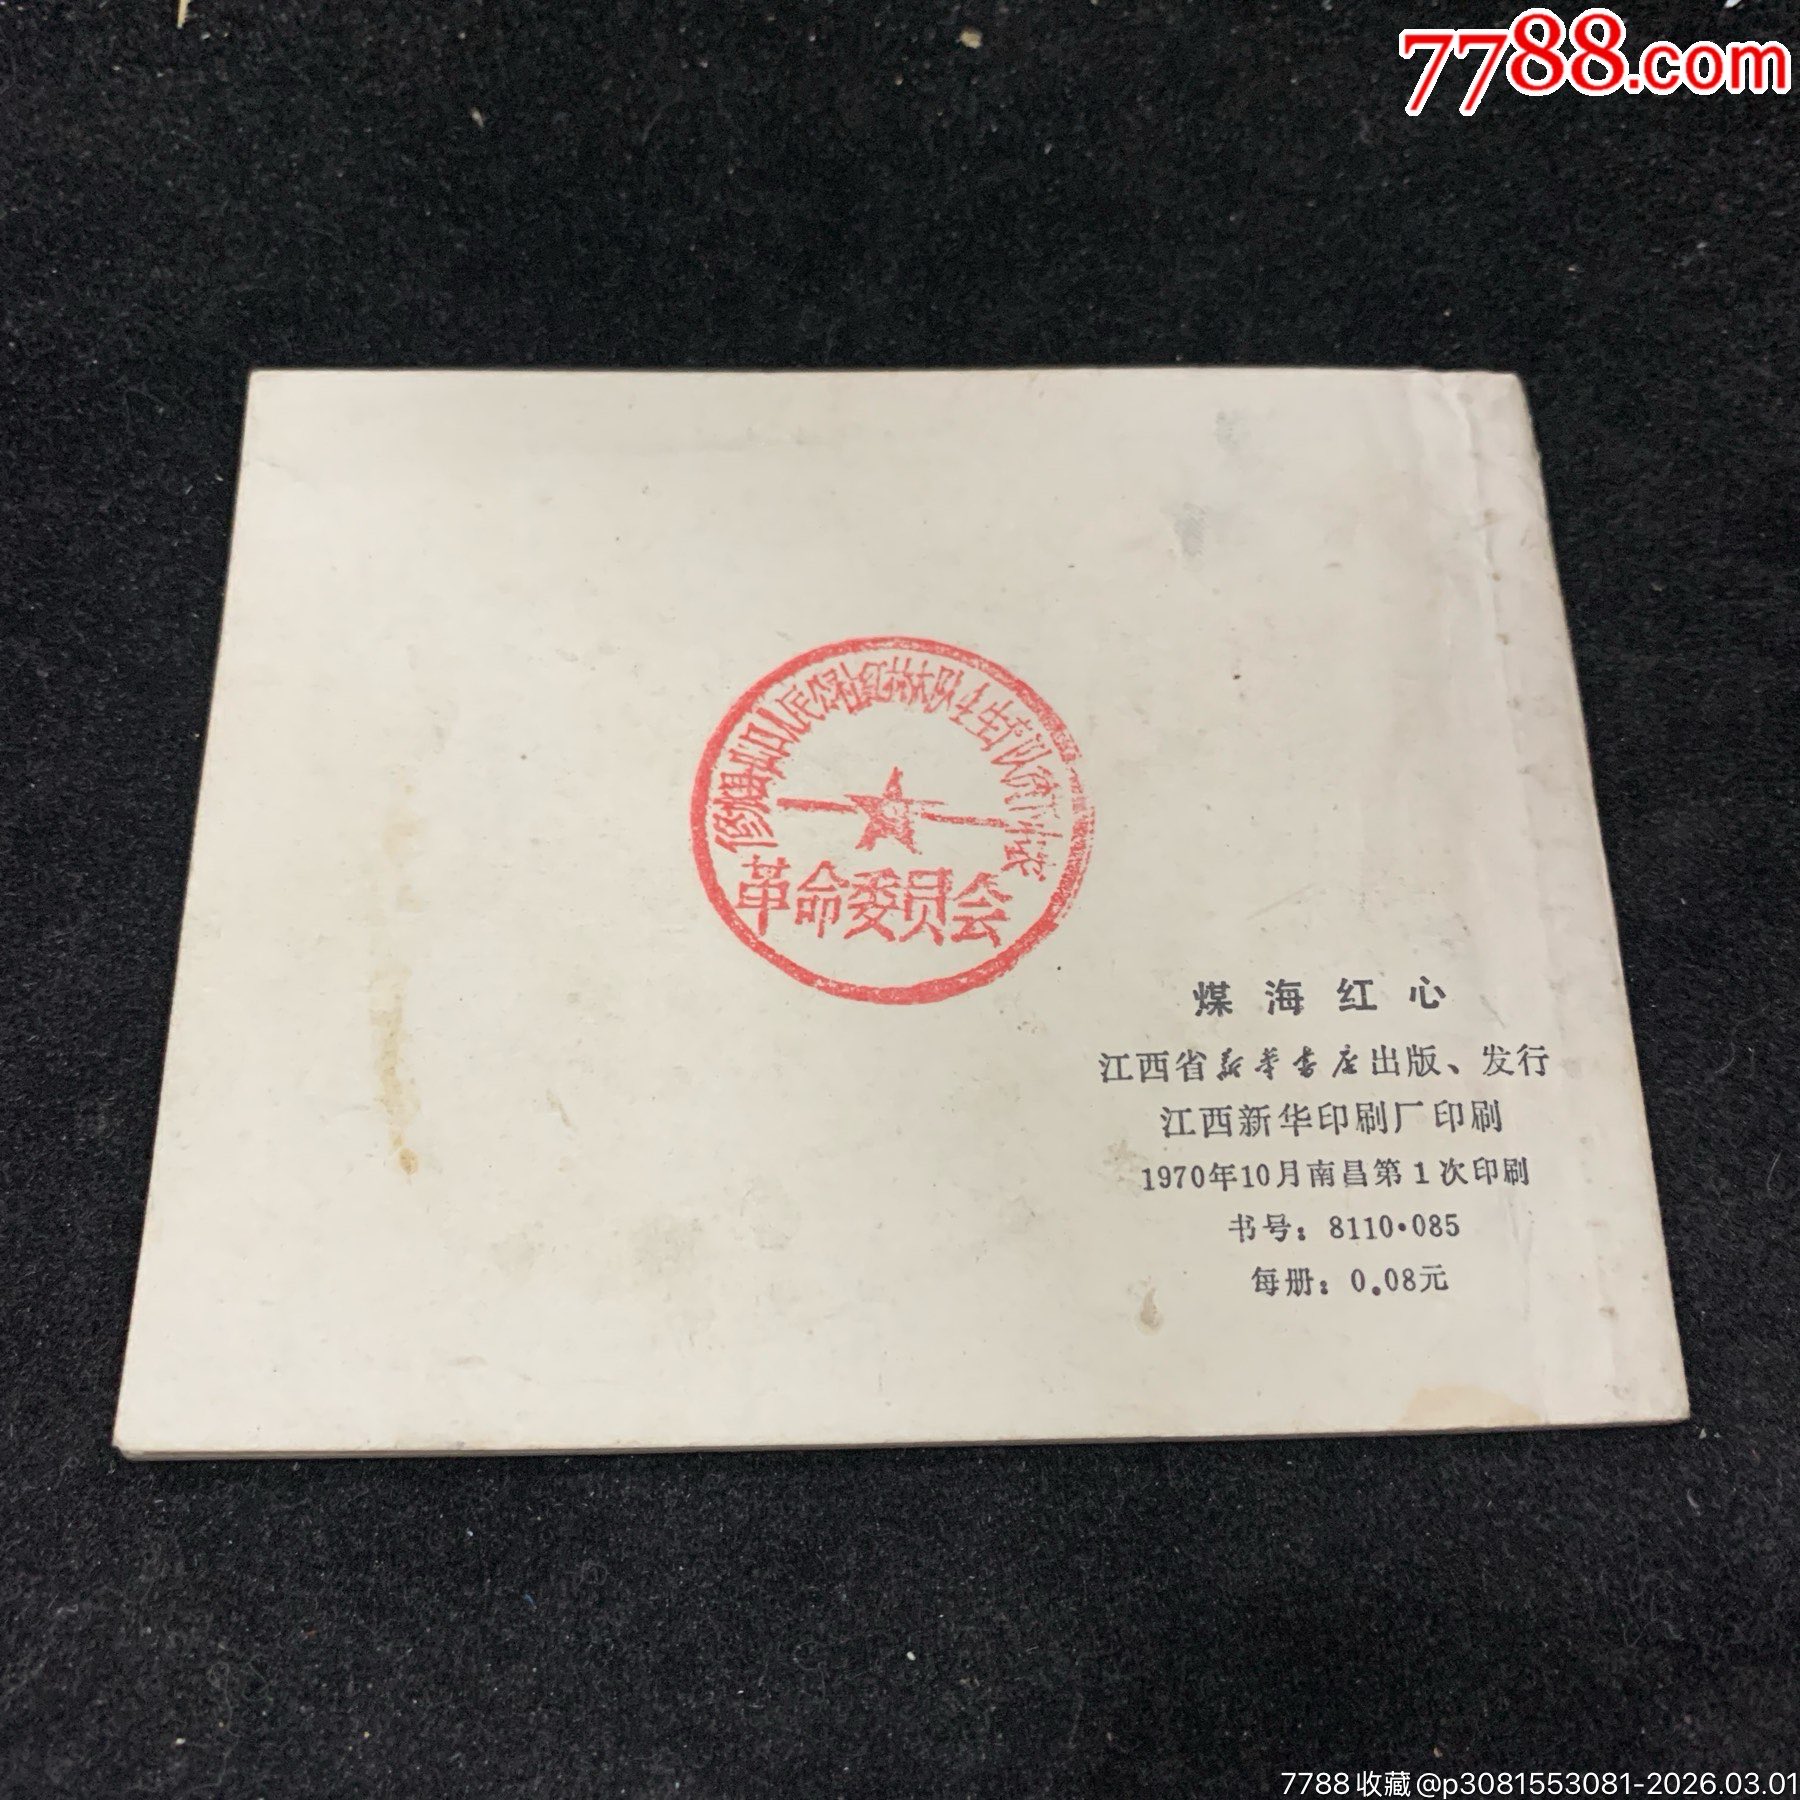 7788.com
革命委员会
煤海红心
江西省新华书店出版、发行
江西新华印刷厂印刷
1970年10月南昌第1次印刷
书号：8110·085
每册：0.08元
7788收藏@p3081553081-2026.03.01